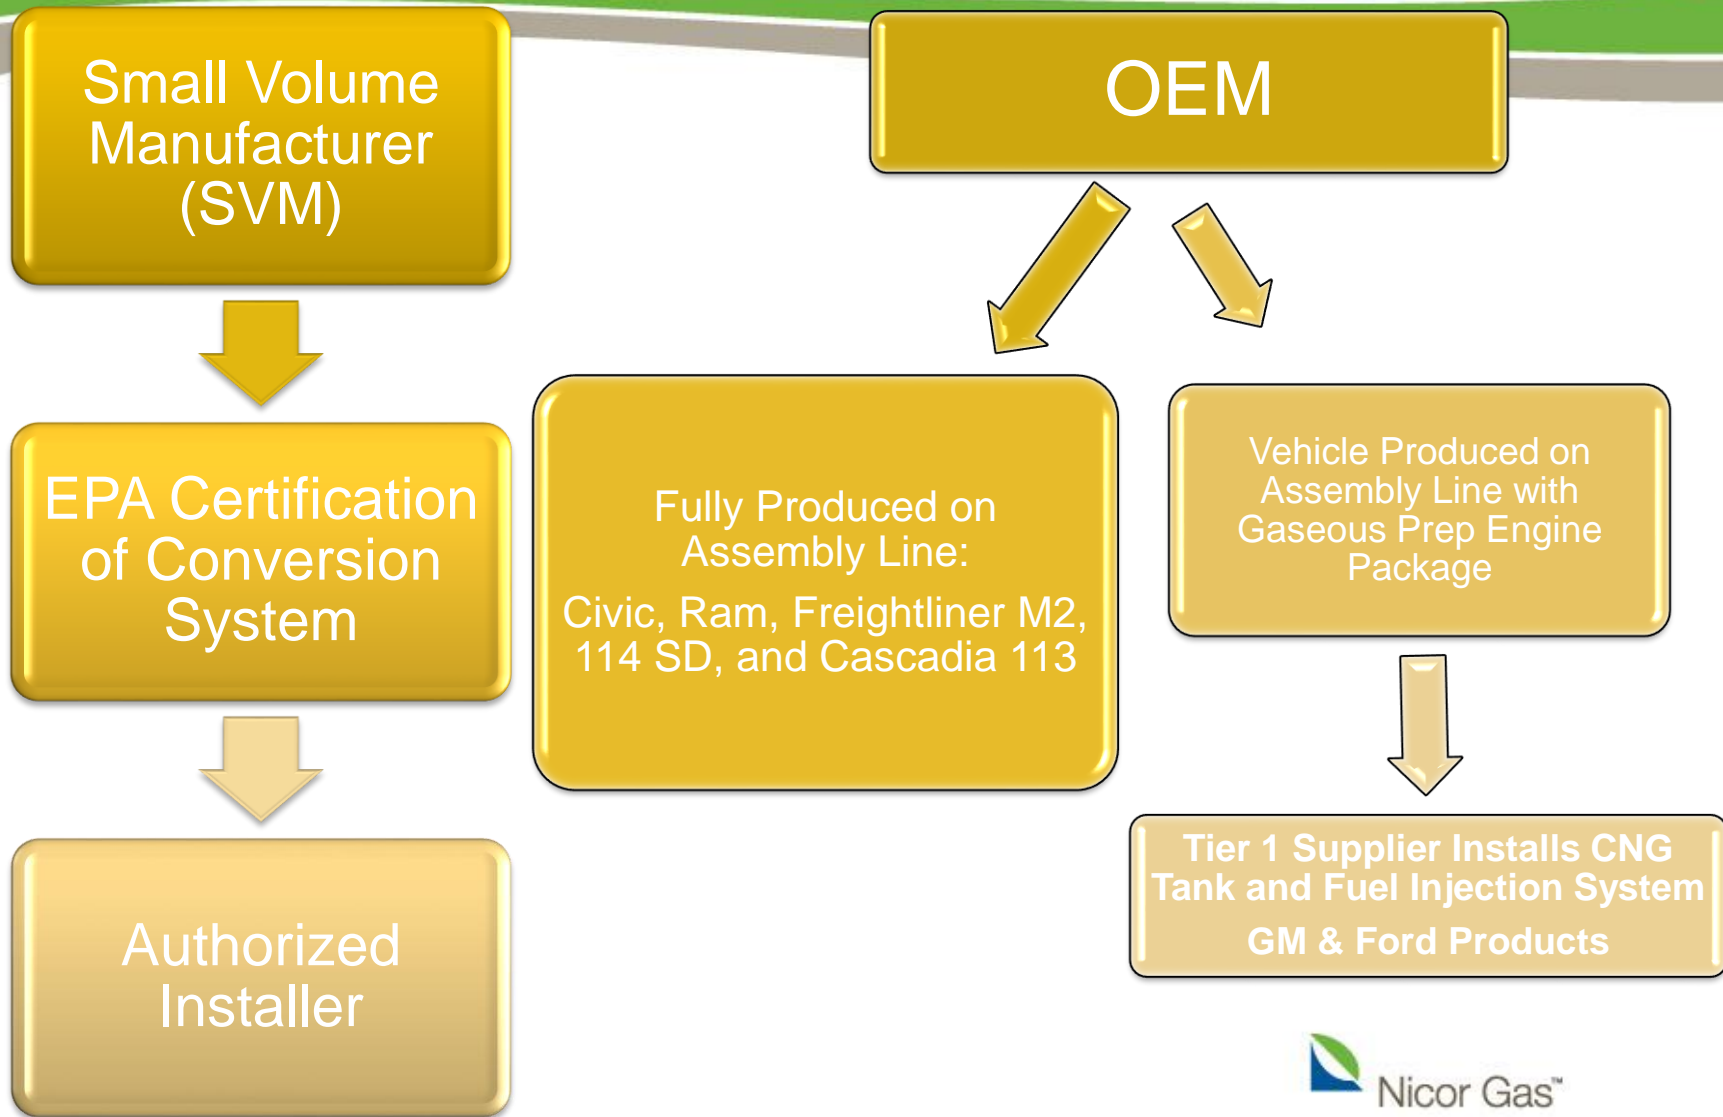 Small Volume
Manufacturer
(SVM)
EPA Certification
of Conversion
System
Authorized
Installer
OEM
Fully Produced on
Assembly Line:
Civic, Ram, Freightliner M2,
114 SD, and Cascadia 113
Vehicle Produced on
Assembly Line with
Gaseous Prep Engine
Package
Tier 1 Supplier Installs CNG
Tank and Fuel Injection System
GM & Ford Products
Nicor Gas™